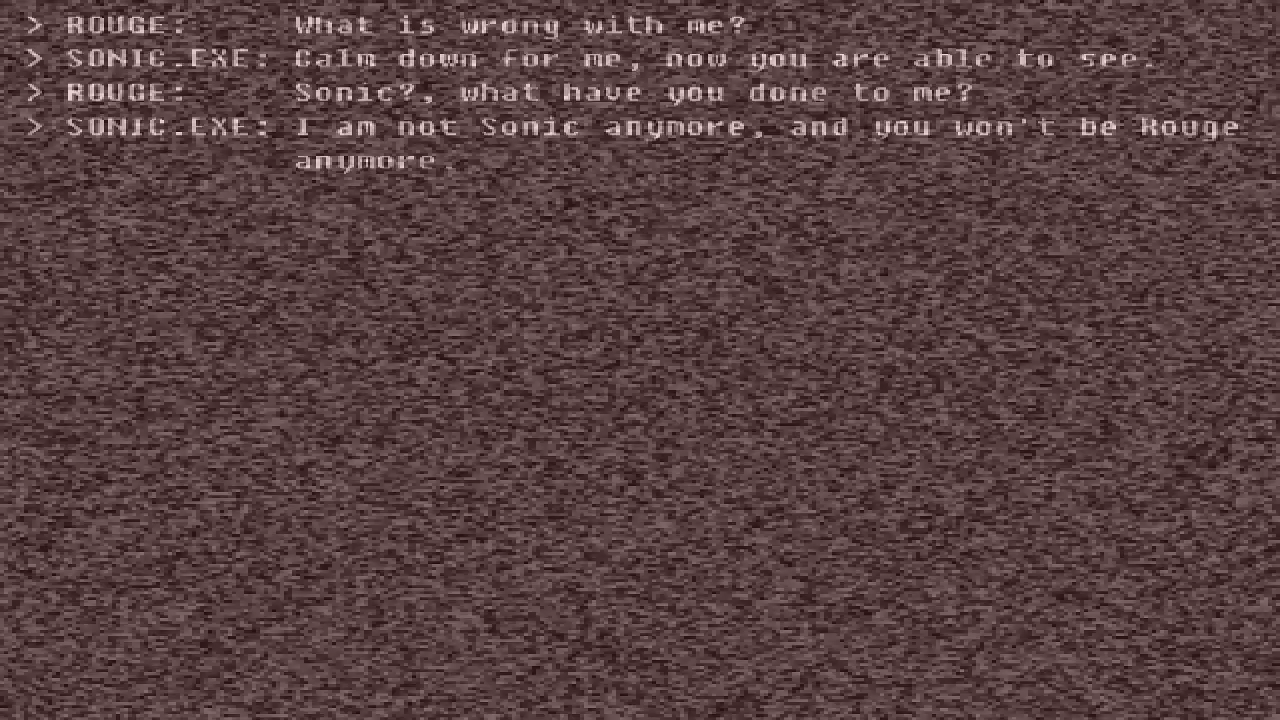 > ROUGE: What is wrong with me?
> SONIC.EXE: Calm down for me, now you are able to see.
> ROUGE: Sonic?, what have you done to me?
> SONIC.EXE: I am not Sonic anymore, and you won't be Rouge
anymore.